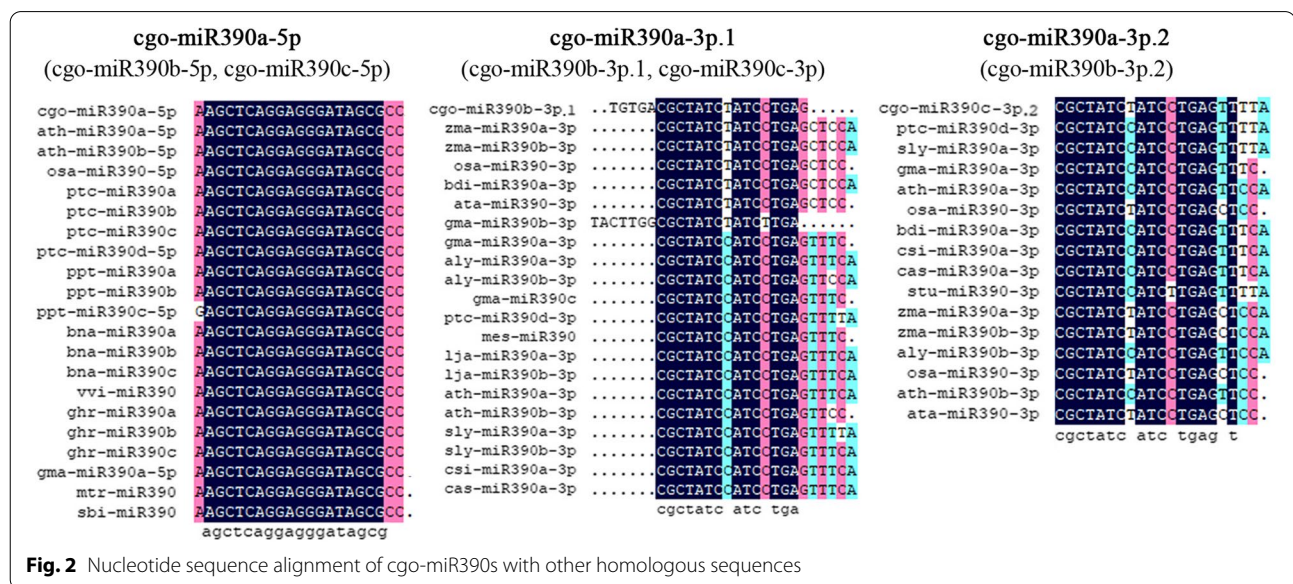 cgo-miR390a-5p
(cgo-miR390b-5p, cgo-miR390c-5p)
cgo-miR390a-5p AAGCTCAGGAGGGATAGCGCC
ath-miR390a-5p AAGCTCAGGAGGGATAGCGCC
ath-miR390b-5p AAGCTCAGGAGGGATAGCGCC
osa-miR390-5p AAGCTCAGGAGGGATAGCGCC
ptc-miR390a AAGCTCAGGAGGGATAGCGCC
ptc-miR390b AAGCTCAGGAGGGATAGCGCC
ptc-miR390c AAGCTCAGGAGGGATAGCGCC
ptc-miR390d-5p AAGCTCAGGAGGGATAGCGCC
ppt-miR390a AAGCTCAGGAGGGATAGCGCC
ppt-miR390b AAGCTCAGGAGGGATAGCGCC
ppt-miR390c-5p GAGCTCAGGAGGGATAGCGCC
bna-miR390a AAGCTCAGGAGGGATAGCGCC
bna-miR390b AAGCTCAGGAGGGATAGCGCC
bna-miR390c AAGCTCAGGAGGGATAGCGCC
vvi-miR390 AAGCTCAGGAGGGATAGCGCC
ghr-miR390a AAGCTCAGGAGGGATAGCGCC
ghr-miR390b AAGCTCAGGAGGGATAGCGCC
ghr-miR390c AAGCTCAGGAGGGATAGCGCC
gma-miR390a-5p AAGCTCAGGAGGGATAGCGCC.
mtr-miR390 AAGCTCAGGAGGGATAGCGCC.
sbi-miR390 AAGCTCAGGAGGGATAGCGCC.
agctcaggagggatagcg
cgo-miR390a-3p.1
(cgo-miR390b-3p.1, cgo-miR390c-3p)
cgo-miR390b-3p.1 ..TGTGACGCTATCTATCCTGAG.....
zma-miR390a-3p .......CGCTATCTATCCTGAGCTCCA
zma-miR390b-3p .......CGCTATCTATCCTGAGCTCCA
osa-miR390-3p .......CGCTATCTATCCTGAGCTCC.
bdi-miR390a-3p .......CGCTATCTATCCTGAGCTCCA
ata-miR390-3p .......CGCTATCTATCCTGAGCTCC.
gma-miR390b-3p TACTTGGCGCTATCTATCTTGA......
gma-miR390a-3p .......CGCTATCCATCCTGAGTTTC.
aly-miR390a-3p .......CGCTATCCATCCTGAGTTTCA
aly-miR390b-3p .......CGCTATCCATCCTGAGTTCCA
gma-miR390c .......CGCTATCCATCCTGAGTTTC.
ptc-miR390d-3p .......CGCTATCCATCCTGAGTTTTA
mes-miR390 .......CGCTATCCATCCTGAGTTTC.
lja-miR390a-3p .......CGCTATCCATCCTGAGTTTCA
lja-miR390b-3p .......CGCTATCCATCCTGAGTTTCA
ath-miR390a-3p .......CGCTATCCATCCTGAGTTTCA
ath-miR390b-3p .......CGCTATCCATCCTGAGTTCC.
sly-miR390a-3p .......CGCTATCCATCCTGAGTTTTA
sly-miR390b-3p .......CGCTATCCATCCTGAGTTTCA
csi-miR390a-3p .......CGCTATCCATCCTGAGTTTCA
cas-miR390a-3p .......CGCTATCCATCCTGAGTTTCA
cgctatc atc tga
cgo-miR390a-3p.2
(cgo-miR390b-3p.2)
cgo-miR390c-3p.2 CGCTATCTATCCTGAGTTTTA
ptc-miR390d-3p CGCTATCCATCCTGAGTTTTA
sly-miR390a-3p CGCTATCCATCCTGAGTTTTA
gma-miR390a-3p CGCTATCCATCCTGAGTTTC.
ath-miR390a-3p CGCTATCCATCCTGAGTTCCA
osa-miR390-3p CGCTATCTATCCTGAGCTCC.
bdi-miR390a-3p CGCTATCCATCCTGAGTTTCA
csi-miR390a-3p CGCTATCCATCCTGAGTTTCA
cas-miR390a-3p CGCTATCCATCCTGAGTTTCA
stu-miR390-3p CGCTATCCATCTTGAGTTTTA
zma-miR390a-3p CGCTATCTATCCTGAGCTCCA
zma-miR390b-3p CGCTATCTATCCTGAGCTCCA
aly-miR390b-3p CGCTATCCATCCTGAGTTCCA
osa-miR390-3p CGCTATCTATCCTGAGCTCC.
ath-miR390b-3p CGCTATCCATCCTGAGTTCC.
ata-miR390-3p CGCTATCTATCCTGAGCTCC.
cgctatc atc tgag t
Fig. 2 Nucleotide sequence alignment of cgo-miR390s with other homologous sequences